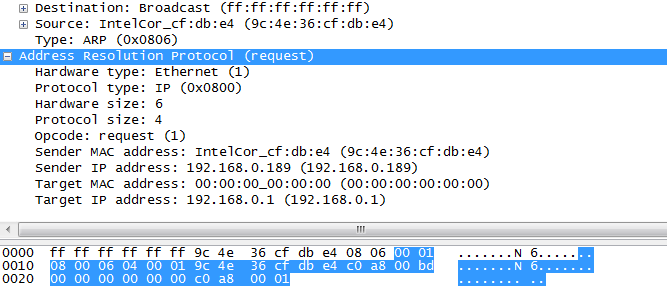 Destination: Broadcast (ff:ff:ff:ff:ff:ff)
Source: IntelCor_cf:db:e4 (9c:4e:36:cf:db:e4)
Type: ARP (0x0806)
Address Resolution Protocol (request)
Hardware type: Ethernet (1)
Protocol type: IP (0x0800)
Hardware size: 6
Protocol size: 4
Opcode: request (1)
Sender MAC address: IntelCor_cf:db:e4 (9c:4e:36:cf:db:e4)
Sender IP address: 192.168.0.189 (192.168.0.189)
Target MAC address: 00:00:00_00:00:00 (00:00:00:00:00:00)
Target IP address: 192.168.0.1 (192.168.0.1)
0000 ff ff ff ff ff ff 9c 4e 36 cf db e4 08 06 00 01 .......N 6.......
0010 08 00 06 04 00 01 9c 4e 36 cf db e4 c0 a8 00 bd .......N 6.......
0020 00 00 00 00 00 00 c0 a8 00 01 ........ ..